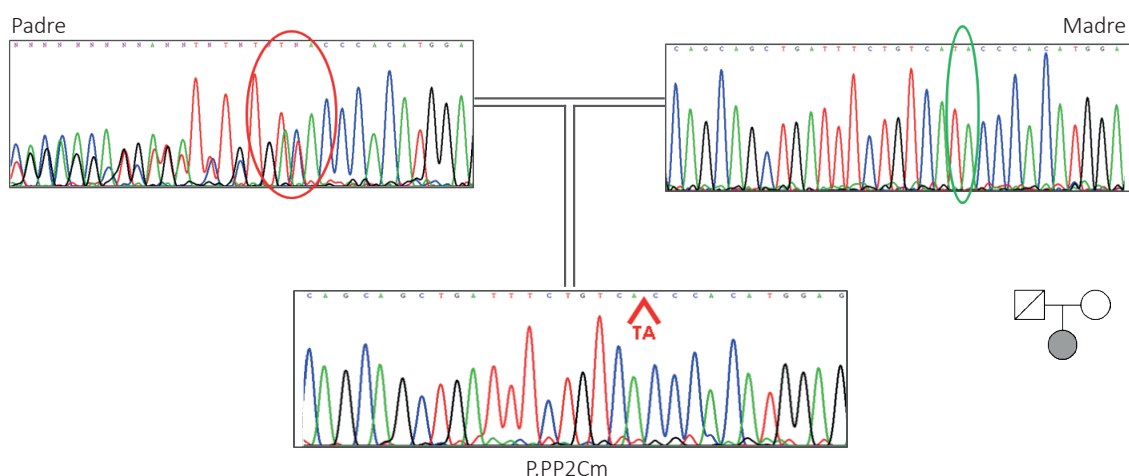 Padre
Madre
N N N N N N N N N A N N T N T N T N T N A C C C A C A T G G A
C A G C A G C T G A T T T C T G T C A T A C C C A C A T G G A
C A G C A G C T G A T T T C T G T C A C C C A C A T G G A G
TA
P.PP2Cm